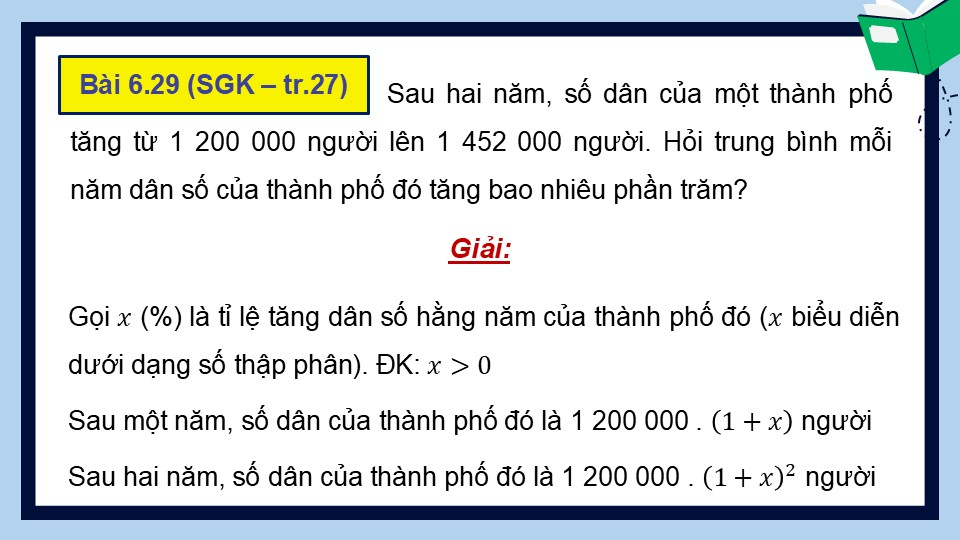 Bài 6.29 (SGK – tr.27) Sau hai năm, số dân của một thành phố
tăng từ 1 200 000 người lên 1 452 000 người. Hỏi trung bình mỗi
năm dân số của thành phố đó tăng bao nhiêu phần trăm?
Giải:
Gọi 𝑥 (%) là tỉ lệ tăng dân số hằng năm của thành phố đó (𝑥 biểu diễn
dưới dạng số thập phân). ĐK: 𝑥 > 0
Sau một năm, số dân của thành phố đó là 1 200 000 . (1 + 𝑥) người
Sau hai năm, số dân của thành phố đó là 1 200 000 . (1 + 𝑥)² người